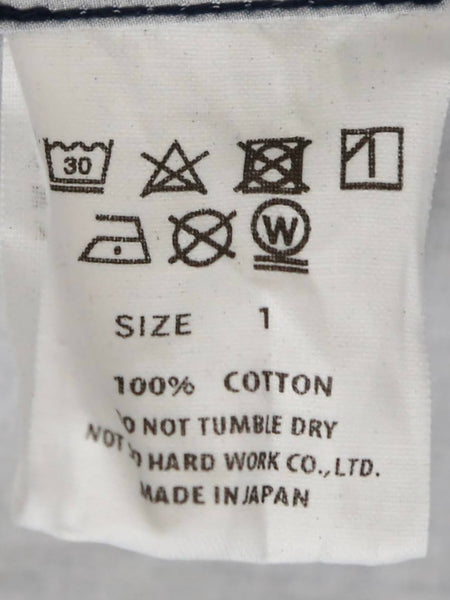 30
W
SIZE 1
100% COTTON
DO NOT TUMBLE DRY
NOT SO HARD WORK CO.,LTD.
MADE IN JAPAN